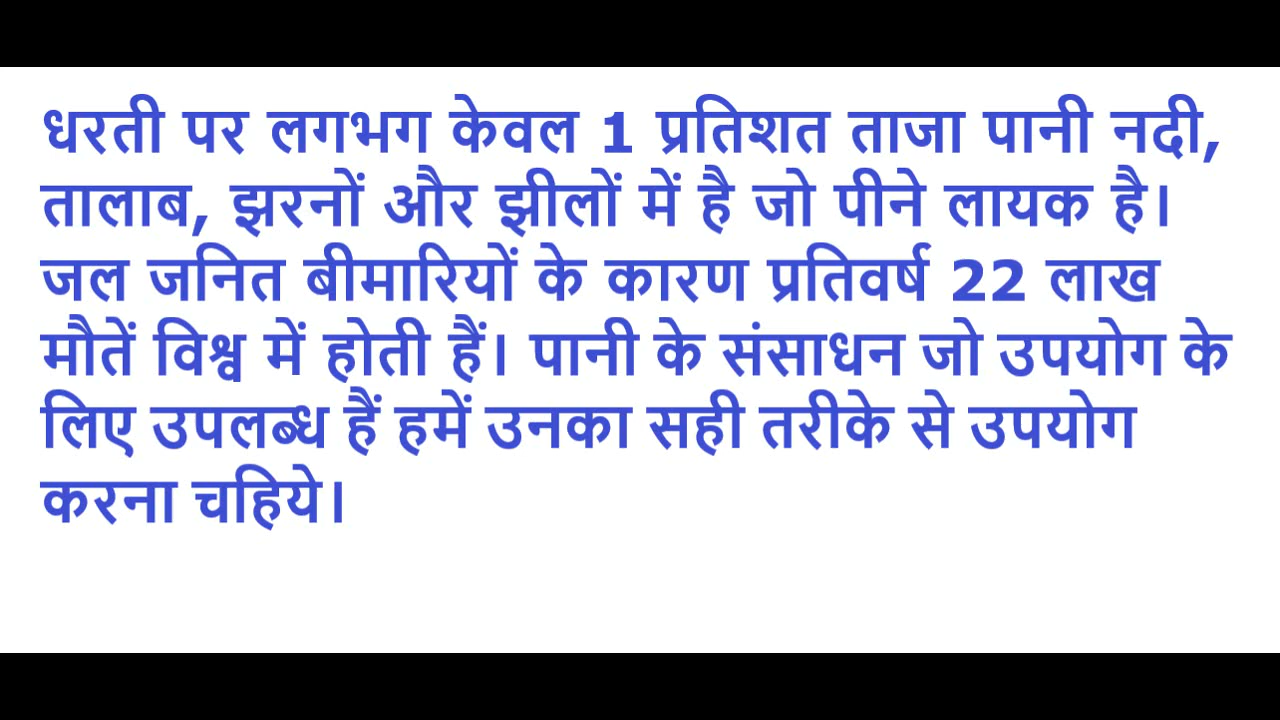 धरती पर लगभग केवल 1 प्रतिशत ताजा पानी नदी,
तालाब, झरनों और झीलों में है जो पीने लायक है।
जल जनित बीमारियों के कारण प्रतिवर्ष 22 लाख
मौतें विश्व में होती हैं। पानी के संसाधन जो उपयोग के
लिए उपलब्ध हैं हमें उनका सही तरीके से उपयोग
करना चहिये।